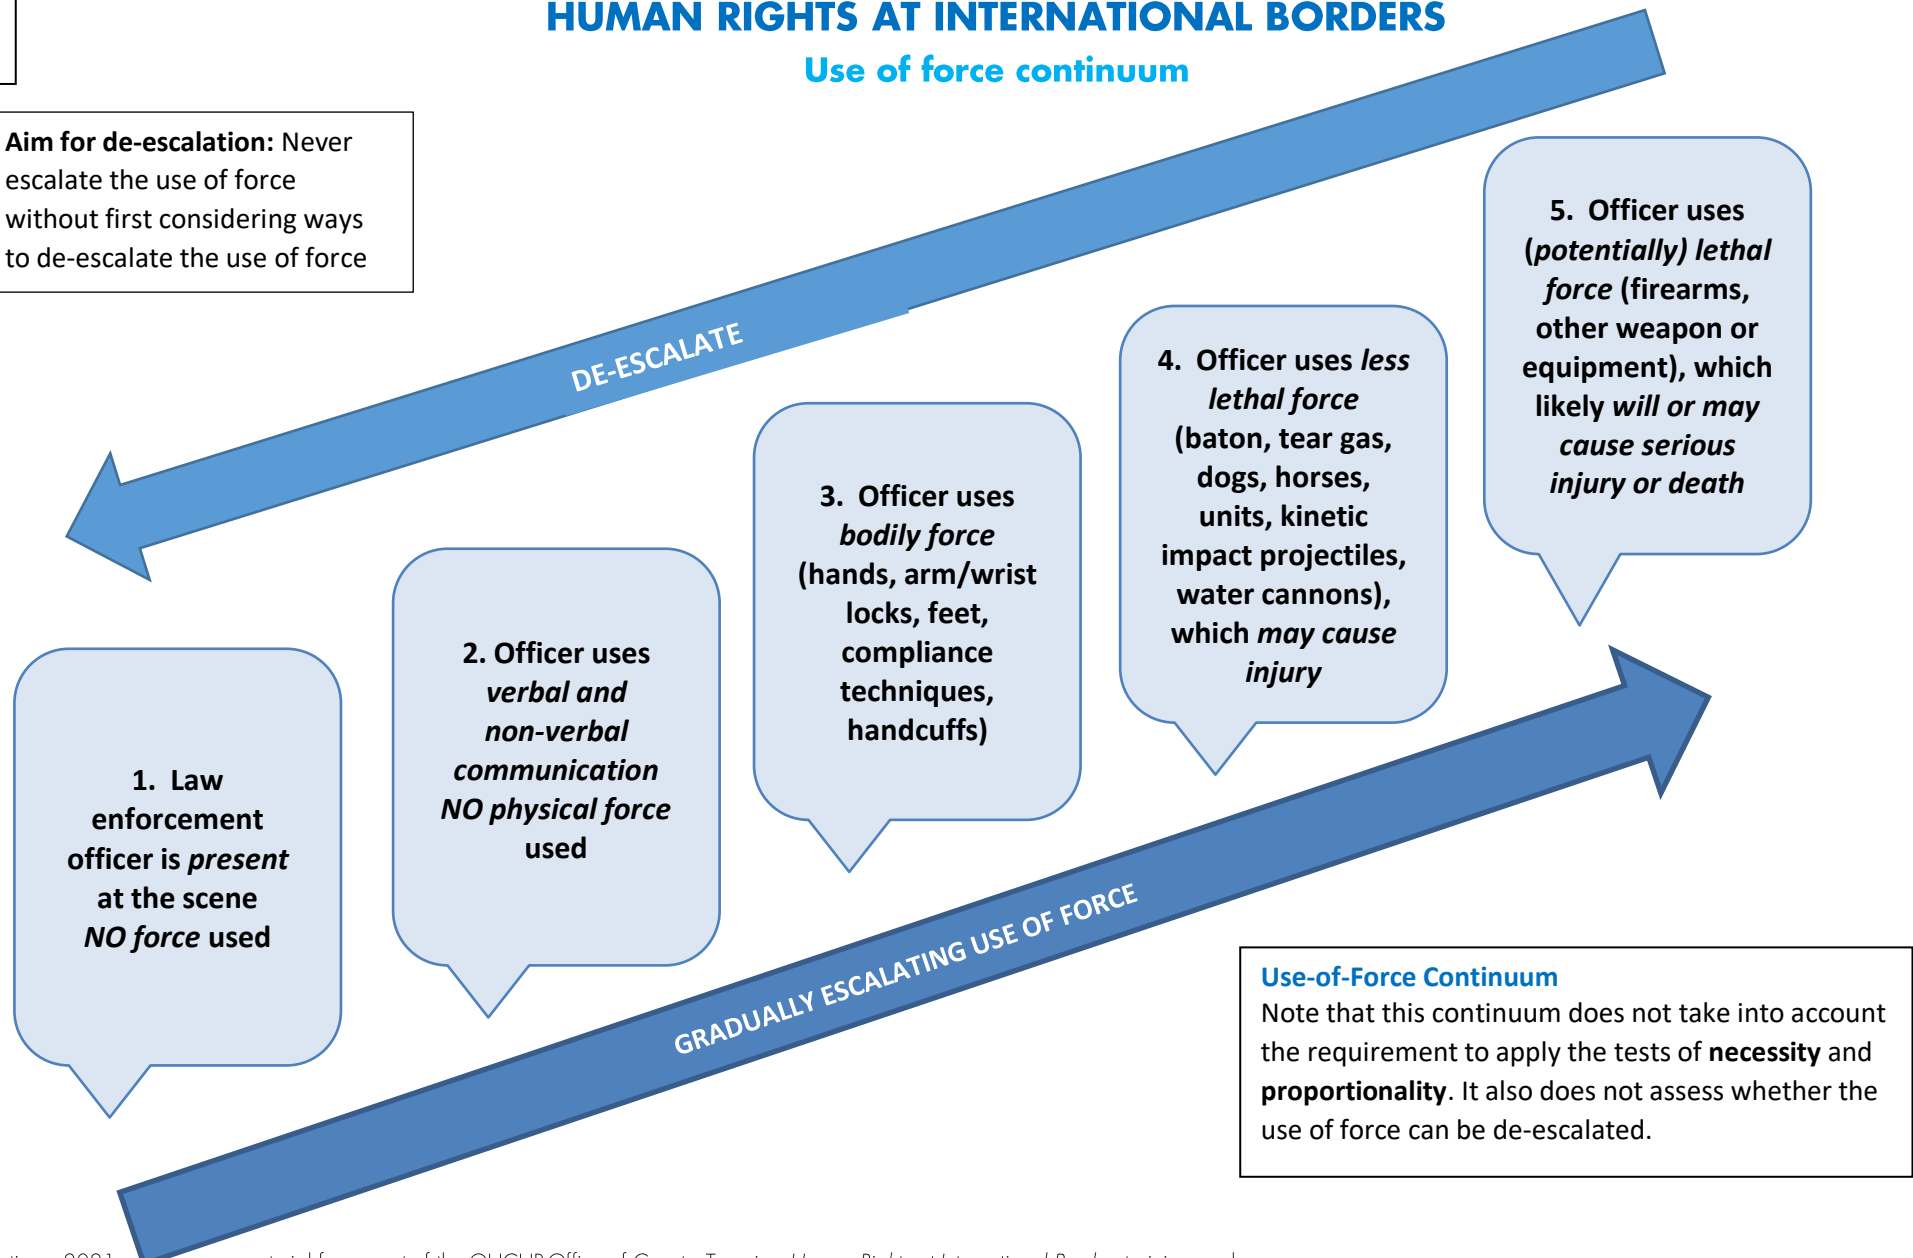 HUMAN RIGHTS AT INTERNATIONAL BORDERS
Use of force continuum
Aim for de-escalation: Never
escalate the use of force
without first considering ways
to de-escalate the use of force
DE-ESCALATE
1. Law
enforcement
officer is present
at the scene
NO force used
2. Officer uses
verbal and
non-verbal
communication
NO physical force
used
3. Officer uses
bodily force
(hands, arm/wrist
locks, feet,
compliance
techniques,
handcuffs)
4. Officer uses less
lethal force
(baton, tear gas,
dogs, horses,
units, kinetic
impact projectiles,
water cannons),
which may cause
injury
5. Officer uses
(potentially) lethal
force (firearms,
other weapon or
equipment), which
likely will or may
cause serious
injury or death
GRADUALLY ESCALATING USE OF FORCE
Use-of-Force Continuum
Note that this continuum does not take into account
the requirement to apply the tests of necessity and
proportionality. It also does not assess whether the
use of force can be de-escalated.